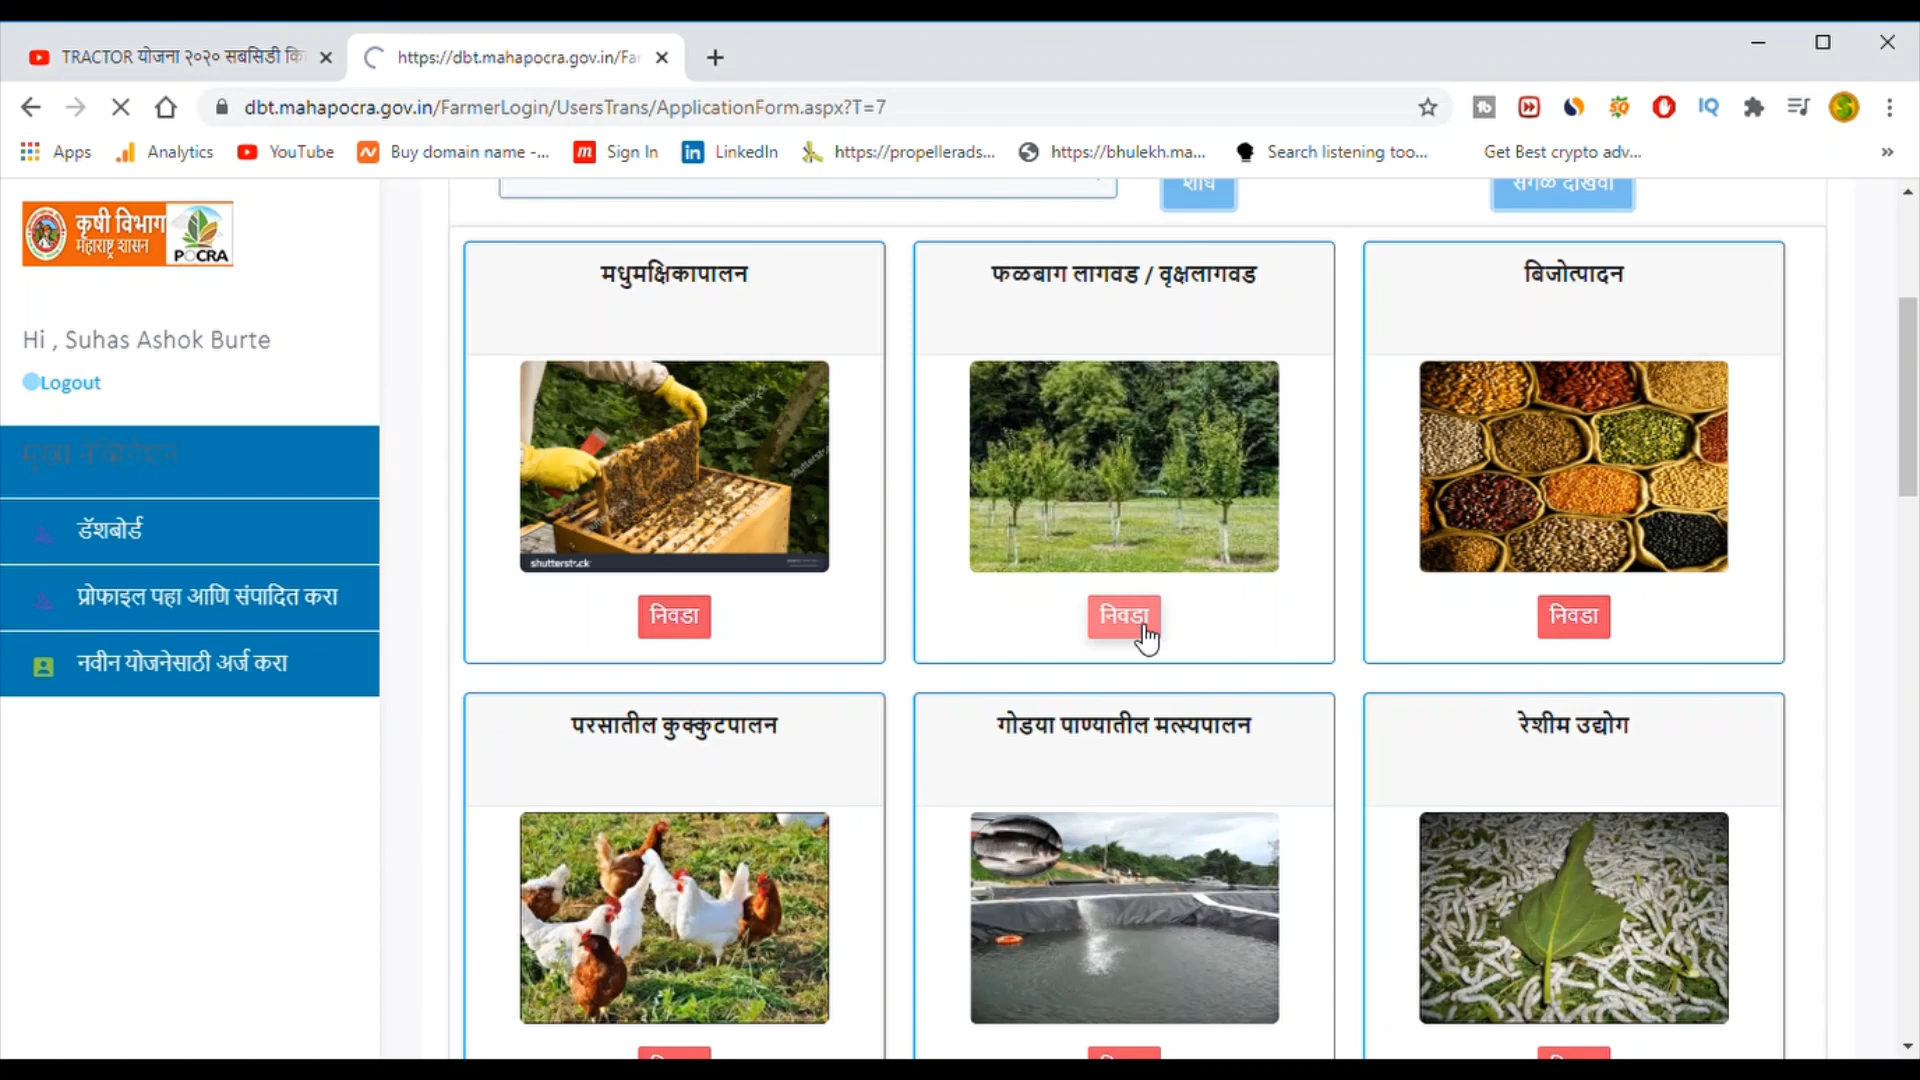 TRACTOR योजना २०२० सबसिडी कि
https://dbt.mahapocra.gov.in/Far
dbt.mahapocra.gov.in/FarmerLogin/UsersTrans/ApplicationForm.aspx?T=7
Apps Analytics YouTube Buy domain name -... Sign In LinkedIn https://propellerads... https://bhulekh.ma... Search listening too... Get Best crypto adv... »
शोध सगळे दाखवा
कृषी विभाग
महाराष्ट्र शासन
POCRA
Hi , Suhas Ashok Burte
Logout
डॅशबोर्ड
प्रोफाइल पहा आणि संपादित करा
नवीन योजनेसाठी अर्ज करा
मधुमक्षिकापालन फळबाग लागवड / वृक्षलागवड बिजोत्पादन
shutterstock
निवडा निवडा निवडा
परसातील कुक्कुटपालन गोडया पाण्यातील मत्स्यपालन रेशीम उद्योग